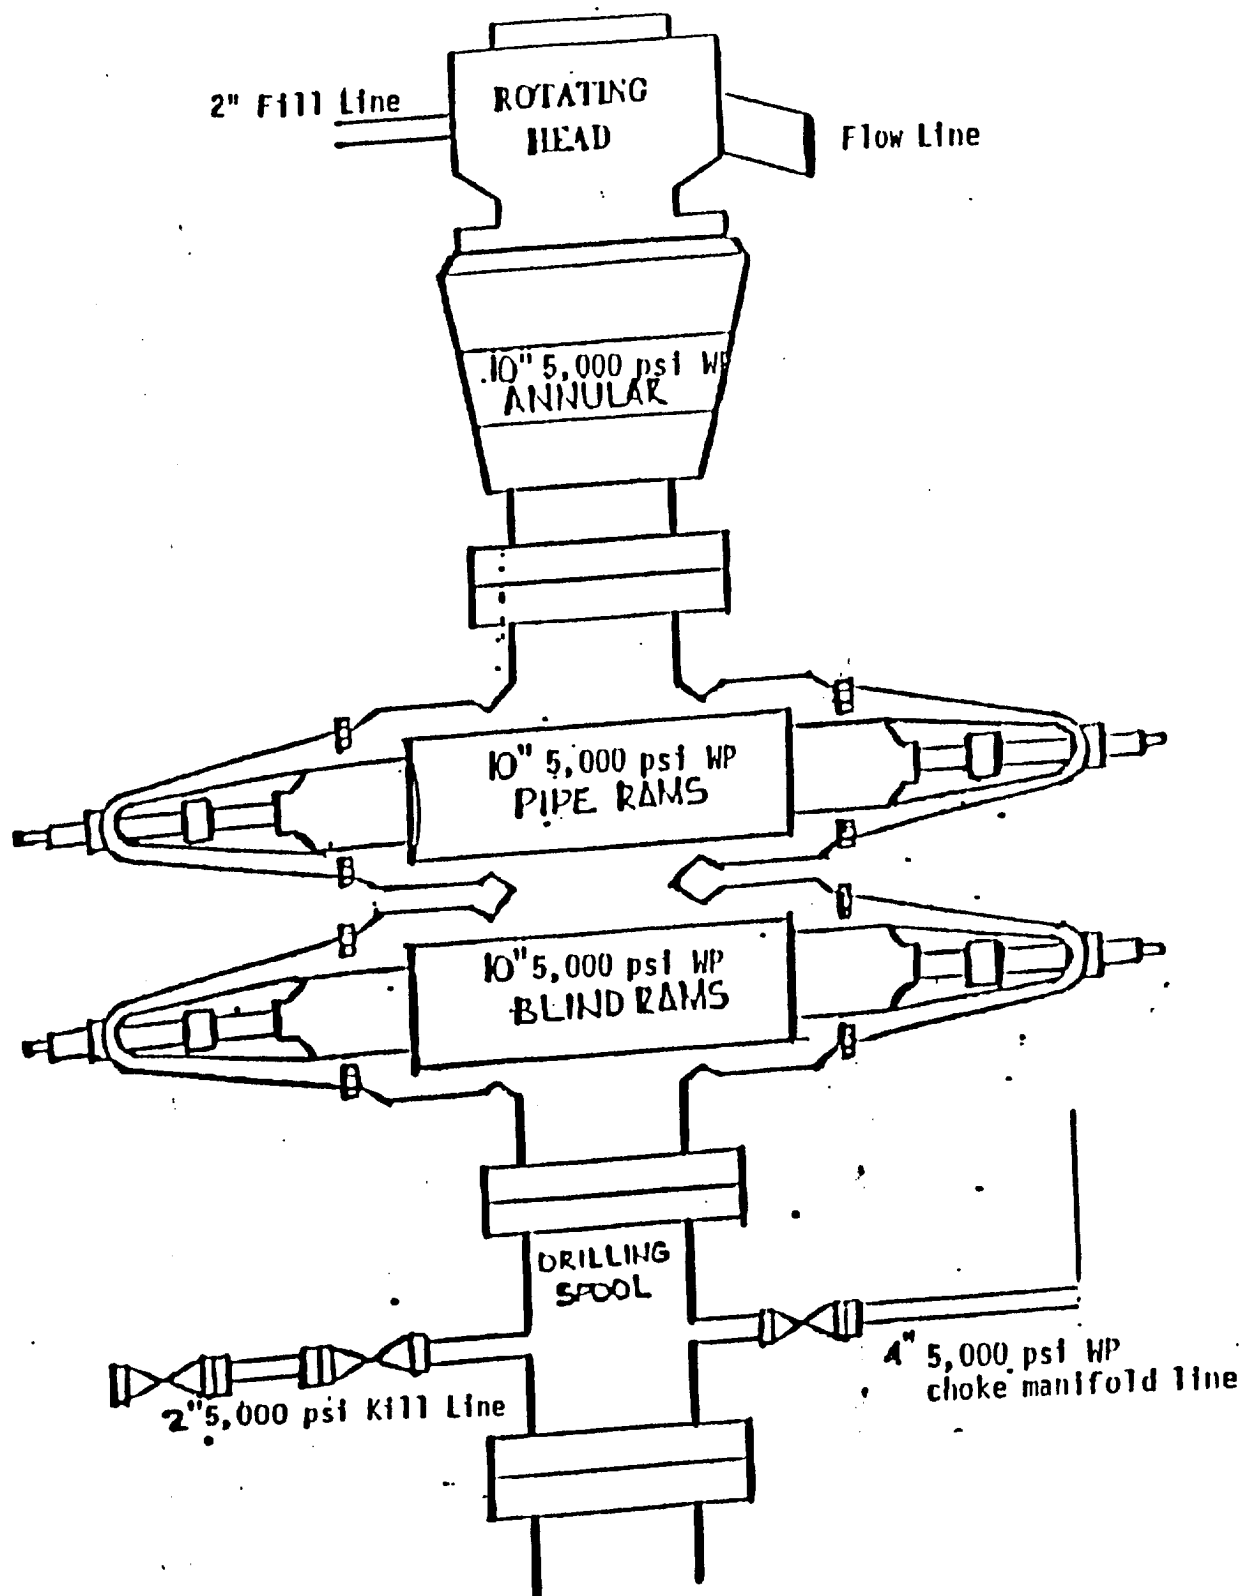 2" Fill Line
ROTATING
HEAD
Flow Line
10" 5,000 psi WP
ANNULAR
10" 5,000 psi WP
PIPE RAMS
10" 5,000 psi WP
BLIND RAMS
DRILLING
SPOOL
4" 5,000 psi WP
choke manifold line
2" 5,000 psi Kill Line